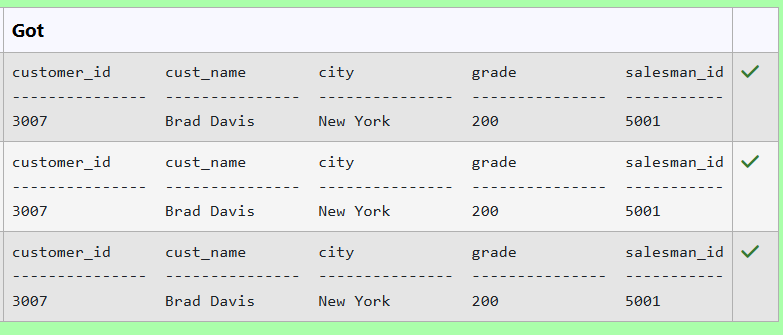 Got
customer_id      cust_name        city             grade            salesman_id
---------------  ---------------  ---------------  ---------------  -----------
3007             Brad Davis       New York         200              5001
customer_id      cust_name        city             grade            salesman_id
---------------  ---------------  ---------------  ---------------  -----------
3007             Brad Davis       New York         200              5001
customer_id      cust_name        city             grade            salesman_id
---------------  ---------------  ---------------  ---------------  -----------
3007             Brad Davis       New York         200              5001